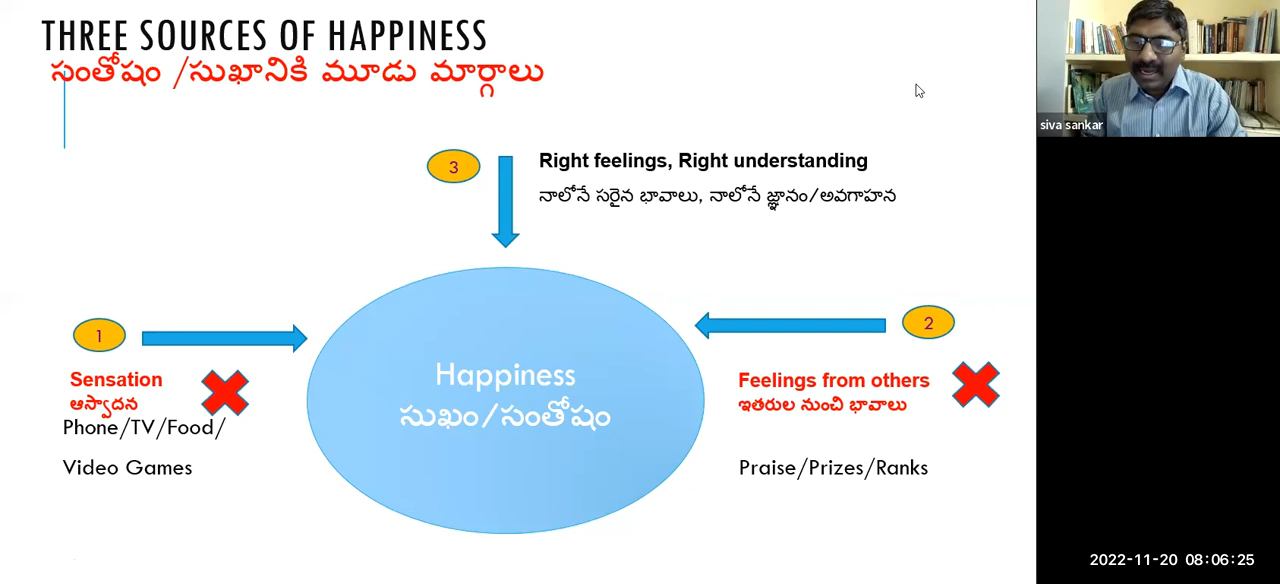 THREE SOURCES OF HAPPINESS
సంతోషం /సుఖానికి మూడు మార్గాలు
siva sankar
3
Right feelings, Right understanding
నాలోనే సరైన భావాలు, నాలోనే జ్ఞానం/అవగాహన
1
2
Sensation
ఆస్వాదన
Phone/TV/Food/
Video Games
Happiness
సుఖం/సంతోషం
Feelings from others
ఇతరుల నుంచి భావాలు
Praise/Prizes/Ranks
2022-11-20 08:06:25